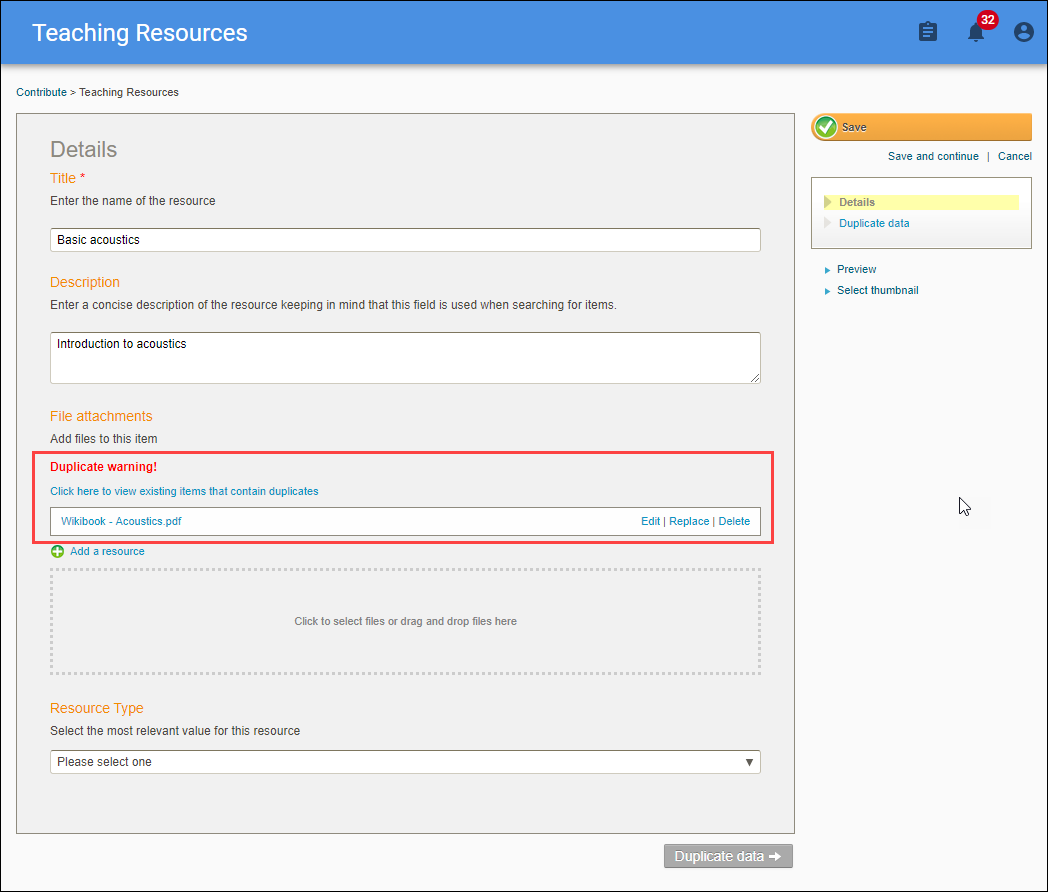 Teaching Resources
32
Contribute > Teaching Resources
Details
Title *
Enter the name of the resource
Basic acoustics
Description
Enter a concise description of the resource keeping in mind that this field is used when searching for items.
Introduction to acoustics
File attachments
Add files to this item
Duplicate warning!
Click here to view existing items that contain duplicates
Wikibook - Acoustics.pdf Edit | Replace | Delete
Add a resource
Click to select files or drag and drop files here
Resource Type
Select the most relevant value for this resource
Please select one
Duplicate data
Save
Save and continue | Cancel
Details
Duplicate data
Preview
Select thumbnail